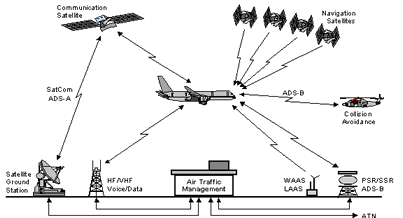 Communication
Satellite
Navigation
Satellites
SatCom
ADS-A
ADS-B
Collision
Avoidance
Satellite
Ground
Station
HF/VHF
Voice/Data
Air Traffic
Management
WAAS
LAAS
PSR/SSR
ADS-B
ATN